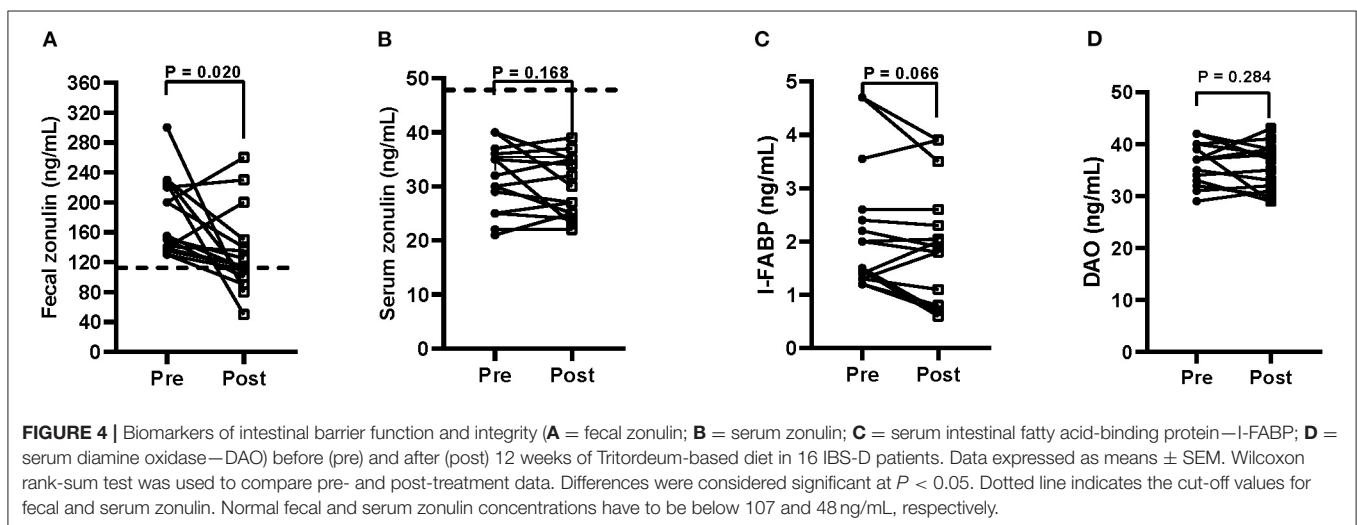 A
P = 0.020
Fecal zonulin (ng/mL)
360
320
280
240
200
160
120
80
40
0
Pre Post
B
P = 0.168
Serum zonulin (ng/mL)
50
40
30
20
10
0
Pre Post
C
P = 0.066
I-FABP (ng/mL)
5
4
3
2
1
0
Pre Post
D
P = 0.284
DAO (ng/mL)
50
40
30
20
10
0
Pre Post
FIGURE 4 | Biomarkers of intestinal barrier function and integrity (A = fecal zonulin; B = serum zonulin; C = serum intestinal fatty acid-binding protein—I-FABP; D =
serum diamine oxidase—DAO) before (pre) and after (post) 12 weeks of Tritordeum-based diet in 16 IBS-D patients. Data expressed as means ± SEM. Wilcoxon
rank-sum test was used to compare pre- and post-treatment data. Differences were considered significant at P < 0.05. Dotted line indicates the cut-off values for
fecal and serum zonulin. Normal fecal and serum zonulin concentrations have to be below 107 and 48 ng/mL, respectively.